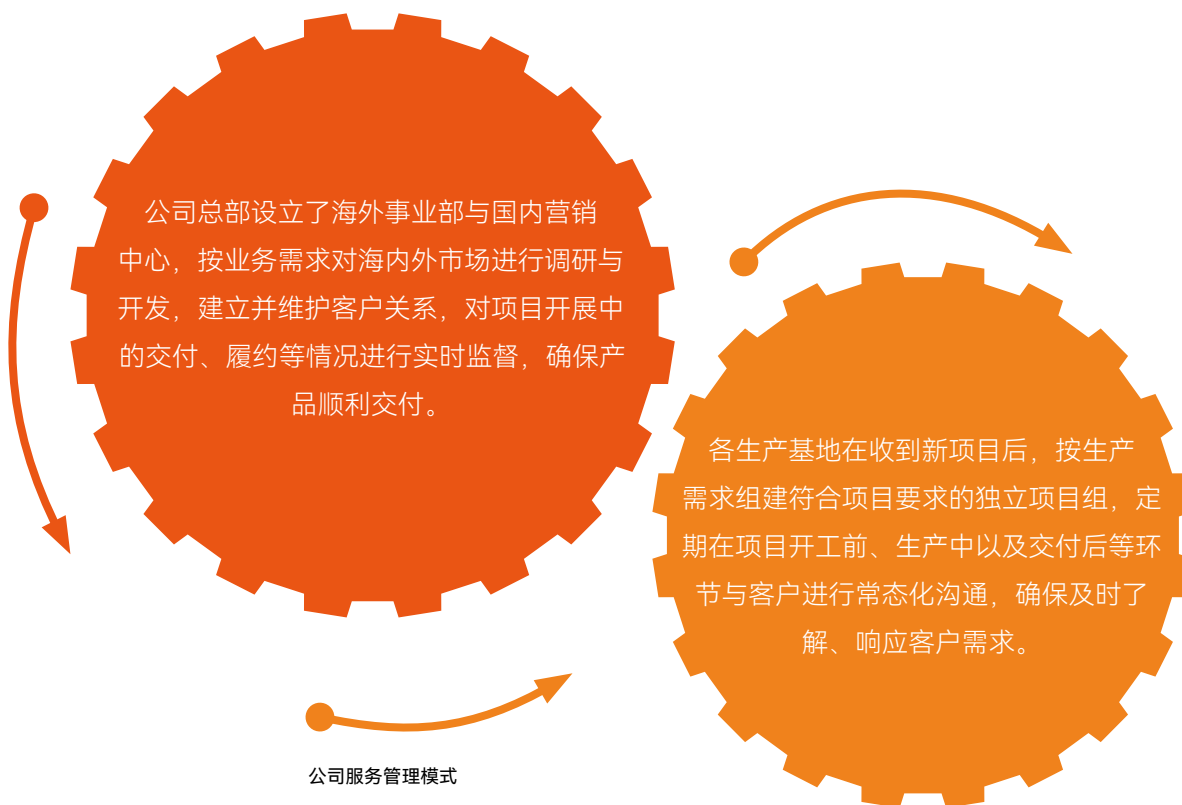 公司总部设立了海外事业部与国内营销
中心，按业务需求对海内外市场进行调研与
开发，建立并维护客户关系，对项目开展中
的交付、履约等情况进行实时监督，确保产
品顺利交付。
各生产基地在收到新项目后，按生产
需求组建符合项目要求的独立项目组，定
期在项目开工前、生产中以及交付后等环
节与客户进行常态化沟通，确保及时了
解、响应客户需求。
公司服务管理模式